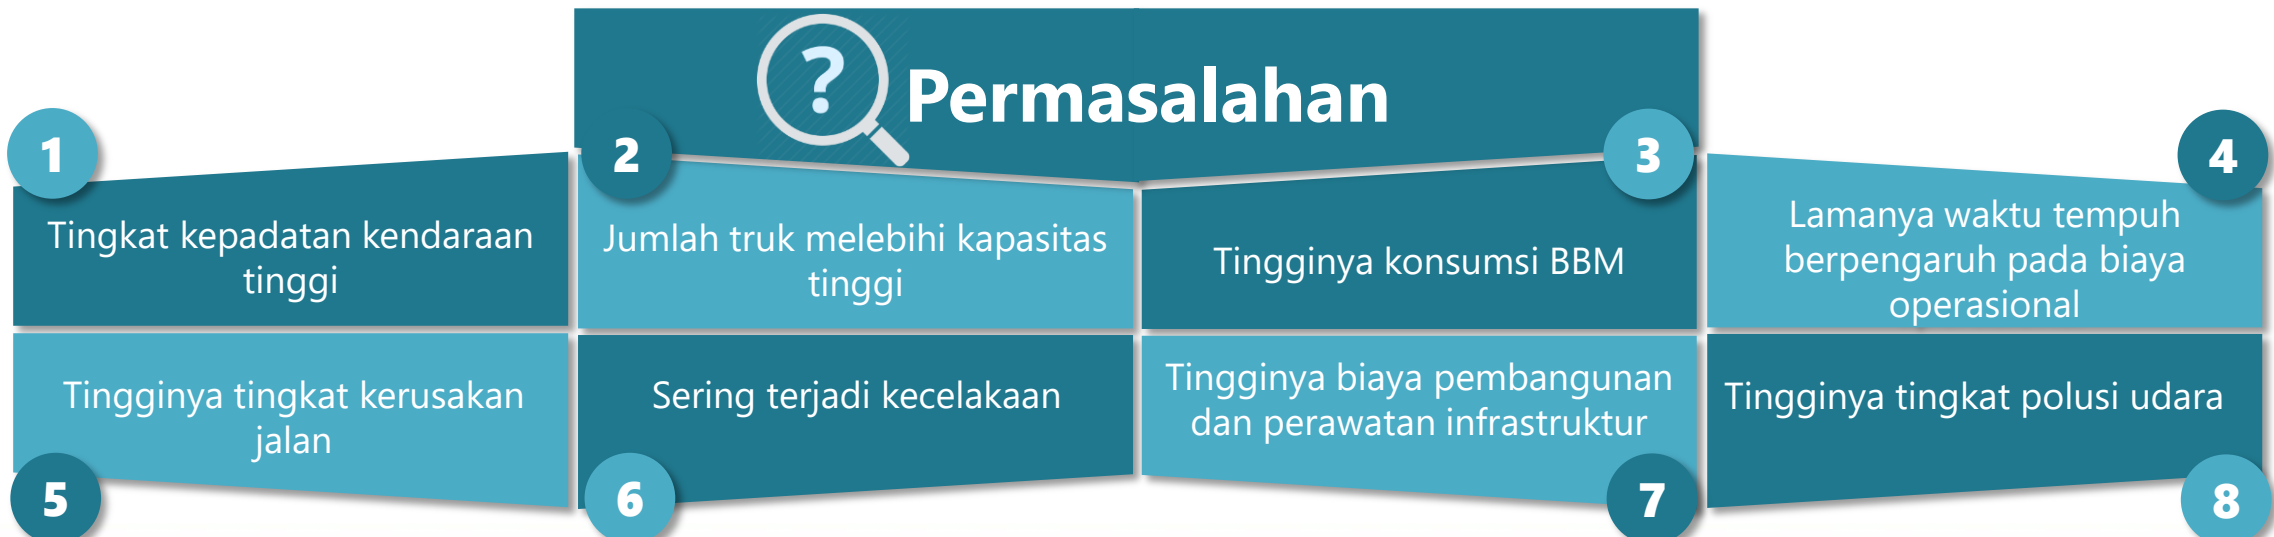 ?
Permasalahan
1
Tingkat kepadatan kendaraan
tinggi
2
Jumlah truk melebihi kapasitas
tinggi
3
Tingginya konsumsi BBM
4
Lamanya waktu tempuh
berpengaruh pada biaya
operasional
5
Tingginya tingkat kerusakan
jalan
6
Sering terjadi kecelakaan
7
Tingginya biaya pembangunan
dan perawatan infrastruktur
8
Tingginya tingkat polusi udara